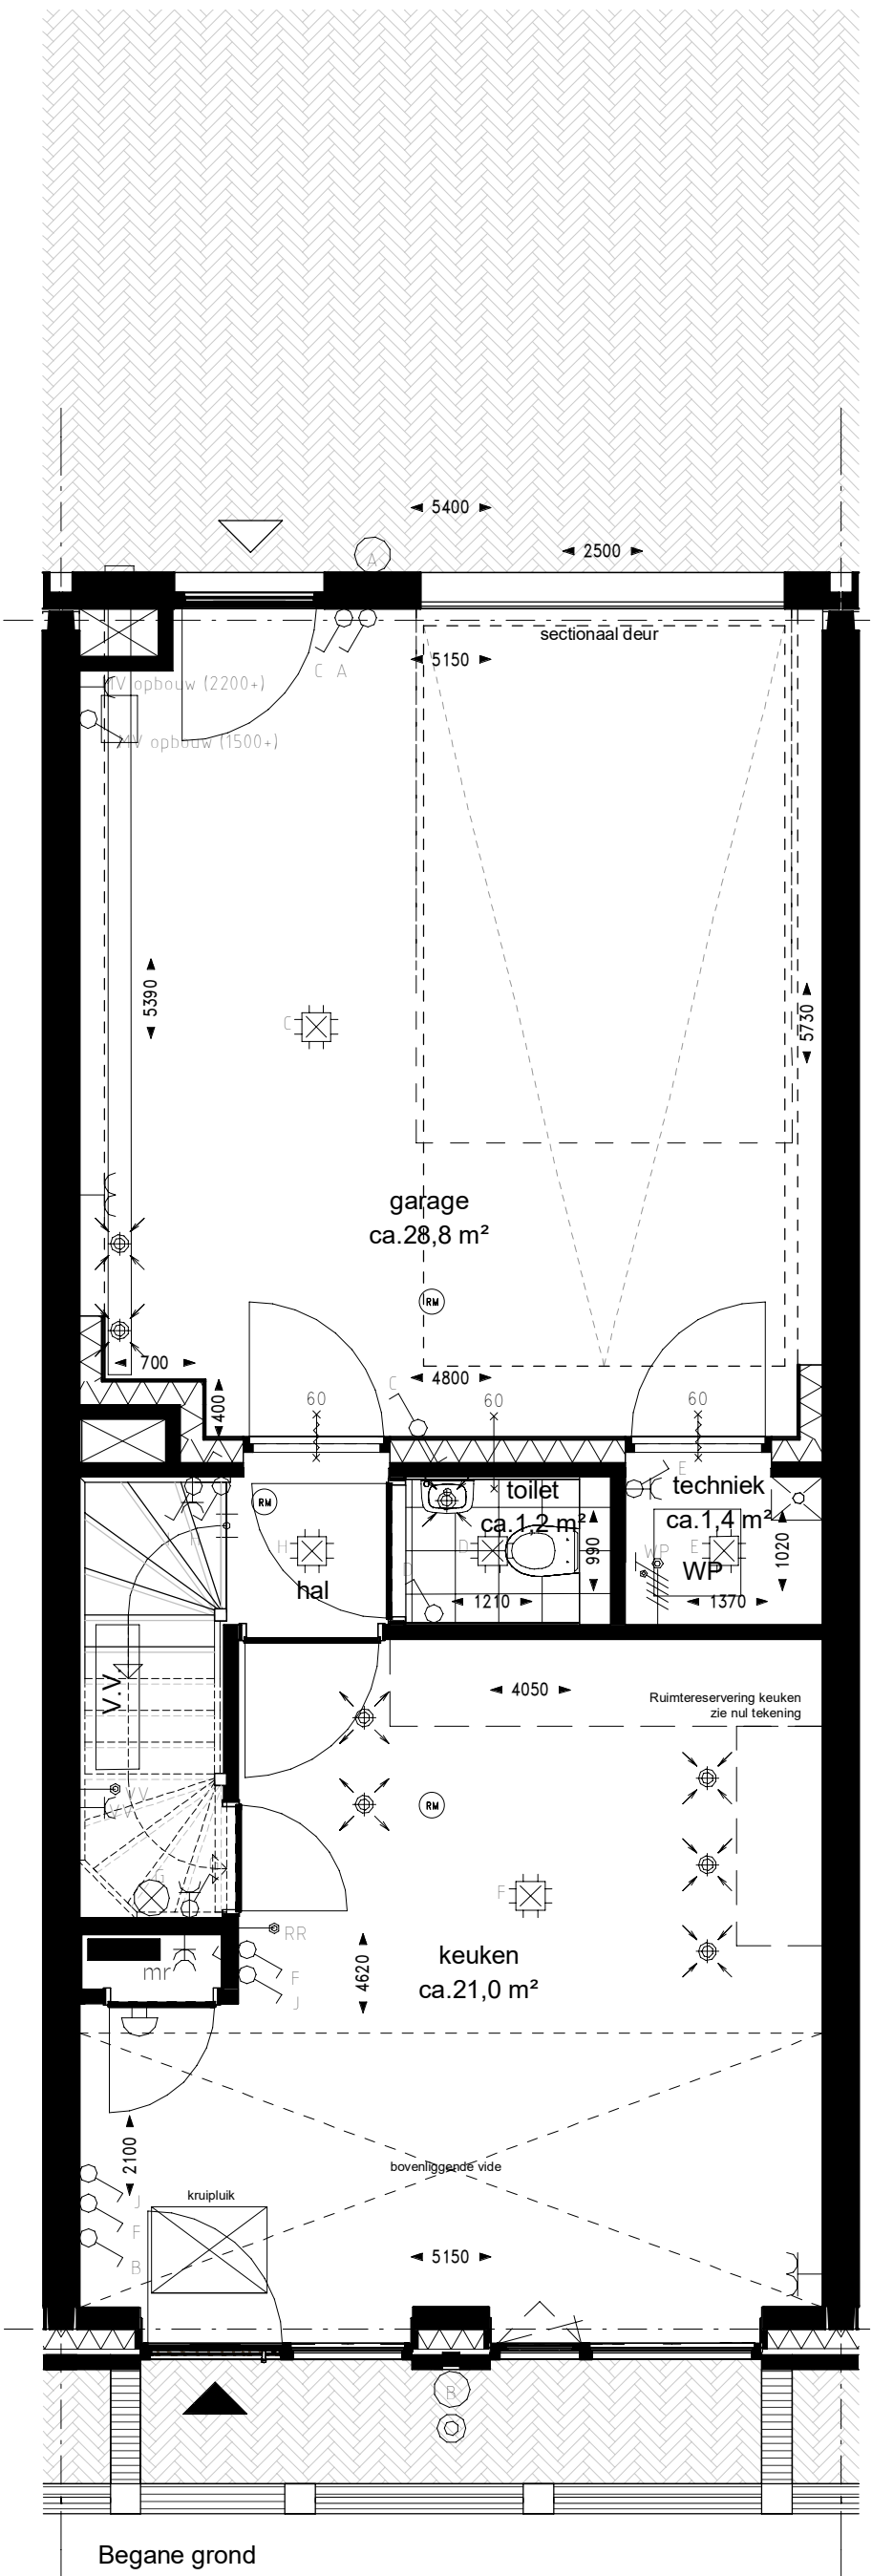 5400
2500
A
sectionaal deur
5150
C A
MV opbouw (2200+)
MV opbouw (1500+)
5390
5730
C
garage
ca.28,8 m²
RM
700
4800
400
C
60
60
60
E
toilet
ca.1,2 m²
techniek
ca.1,4 m²
RM
H
H
D
990
E
1020
WP
WP
hal
D
1210
1370
V.V.
4050
Ruimtereservering keuken
zie nul tekening
VV
VV
RM
G
F
RR
keuken
ca.21,0 m²
4620
mr
F
J
2100
bovenliggende vide
kruipluik
J
F
B
5150
B
Begane grond